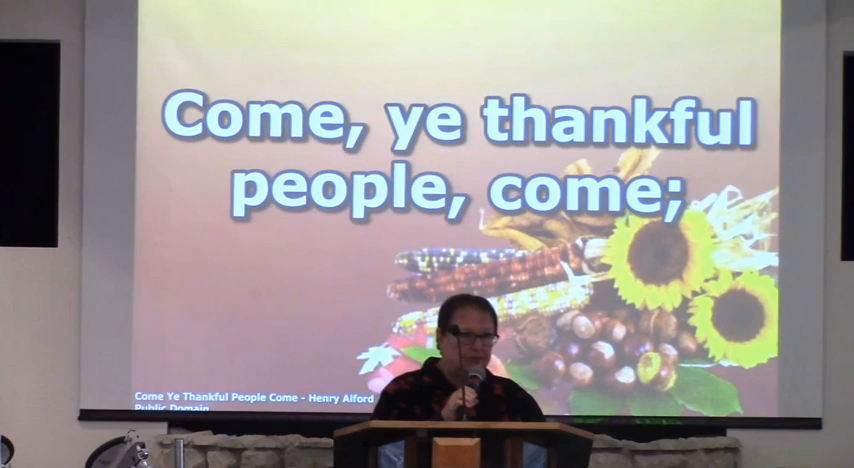 Come, ye thankful
people, come;
Come Ye Thankful People Come - Henry Alford
Public Domain